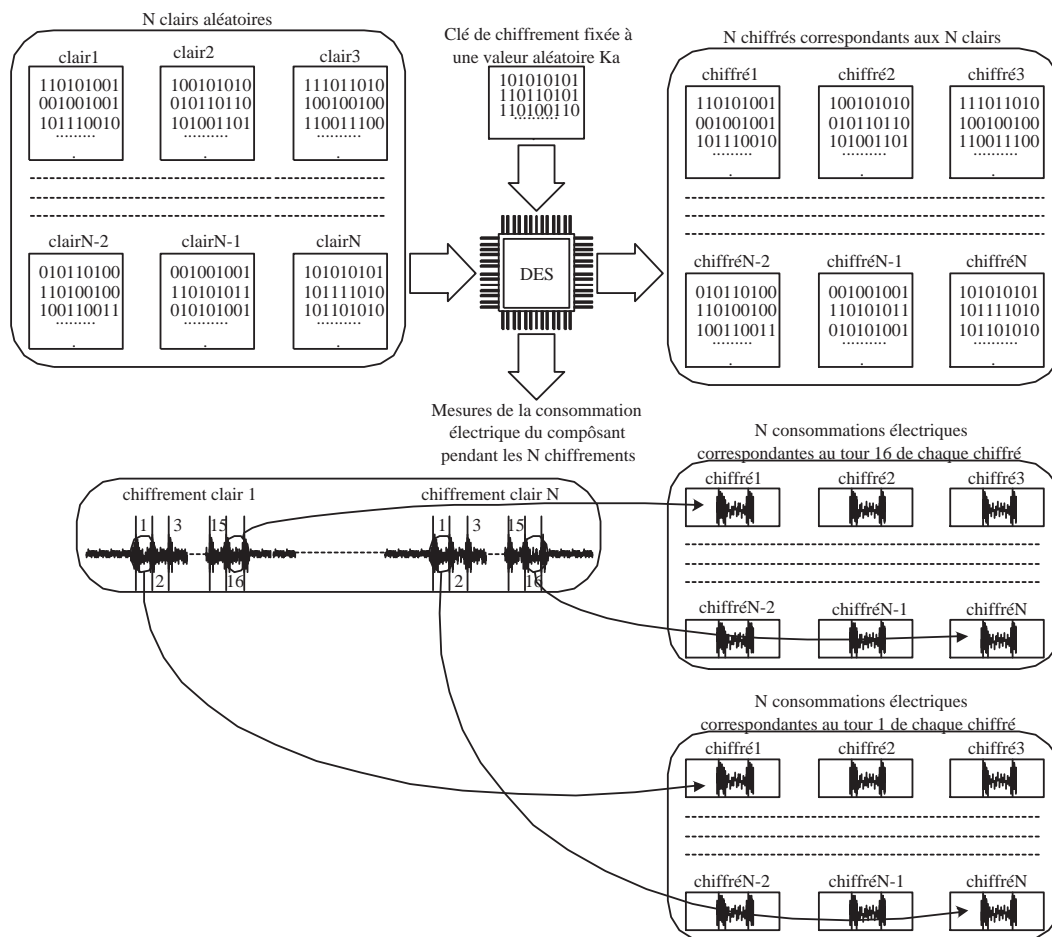 N clairs aléatoires
clair1
clair2
clair3
110101001
001001001
101110010
.........
.
100101010
010110110
101001101
.........
.
111011010
100100100
110011100
.........
.
clairN-2
clairN-1
clairN
010110100
110100100
100110011
.........
.
001001001
110101011
010101001
.........
.
101010101
101111010
101101010
.........
.
Clé de chiffrement fixée à
une valeur aléatoire Ka
101010101
110110101
110100110
.........
.
DES
N chiffrés correspondants aux N clairs
chiffré1
chiffré2
chiffré3
110101001
001001001
101110010
.........
.
100101010
010110110
101001101
.........
.
111011010
100100100
110011100
.........
.
chiffréN-2
chiffréN-1
chiffréN
010110100
110100100
100110011
.........
.
001001001
110101011
010101001
.........
.
101010101
101111010
101101010
.........
.
Mesures de la consommation
électrique du compôsant
pendant les N chiffrements
chiffrement clair 1
1
3
15
2
16
chiffrement clair N
1
3
15
2
16
N consommations électriques
correspondantes au tour 16 de chaque chiffré
chiffré1
chiffré2
chiffré3
chiffréN-2
chiffréN-1
chiffréN
N consommations électriques
correspondantes au tour 1 de chaque chiffré
chiffré1
chiffré2
chiffré3
chiffréN-2
chiffréN-1
chiffréN